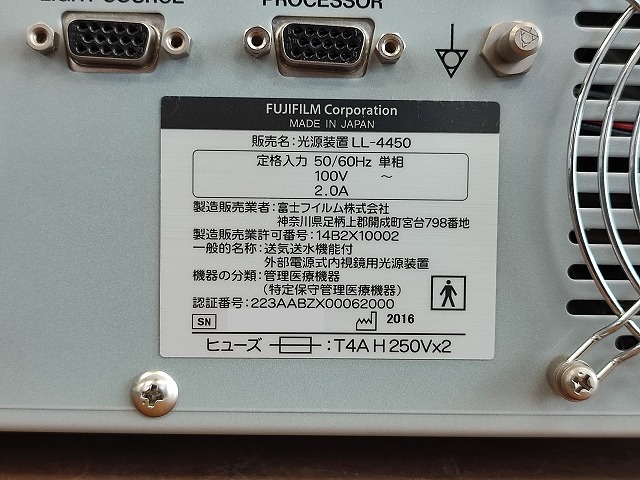 LIGHT SOURCE
PROCESSOR
FUJIFILM Corporation
MADE IN JAPAN
販売名：光源装置 LL-4450
定格入力 50/60Hz 単相
100V ～
2.0A
製造販売業者：富士フイルム株式会社
神奈川県足柄上郡開成町宮台798番地
製造販売業許可番号：14B2X10002
一般的名称：送気送水機能付
外部電源式内視鏡用光源装置
機器の分類：管理医療機器
（特定保守管理医療機器）
認証番号：223AABZX00062000
SN
2016
ヒューズ ：T4A H 250Vx2